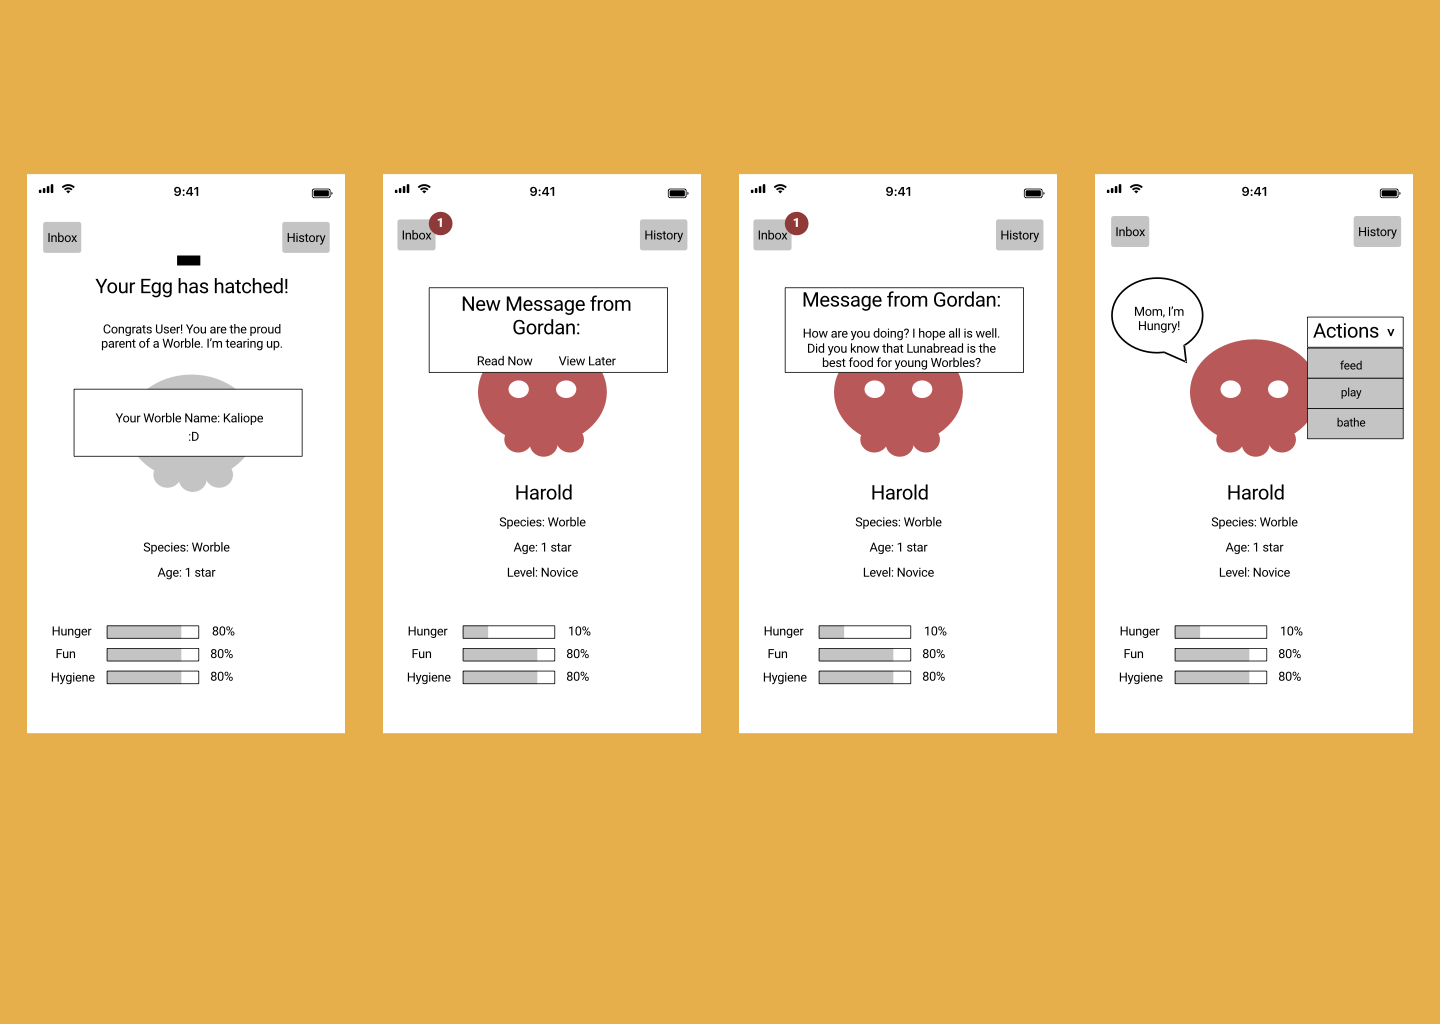 9:41
Inbox
History
Your Egg has hatched!
Congrats User! You are the proud
parent of a Worble. I'm tearing up.
Your Worble Name: Kaliope
:D
Species: Worble
Age: 1 star
Hunger 80%
Fun 80%
Hygiene 80%
9:41
Inbox 1
History
New Message from
Gordan:
Read Now View Later
Harold
Species: Worble
Age: 1 star
Level: Novice
Hunger 10%
Fun 80%
Hygiene 80%
9:41
Inbox 1
History
Message from Gordan:
How are you doing? I hope all is well.
Did you know that Lunabread is the
best food for young Worbles?
Harold
Species: Worble
Age: 1 star
Level: Novice
Hunger 10%
Fun 80%
Hygiene 80%
9:41
Inbox
History
Mom, I'm
Hungry!
Actions v
feed
play
bathe
Harold
Species: Worble
Age: 1 star
Level: Novice
Hunger 10%
Fun 80%
Hygiene 80%